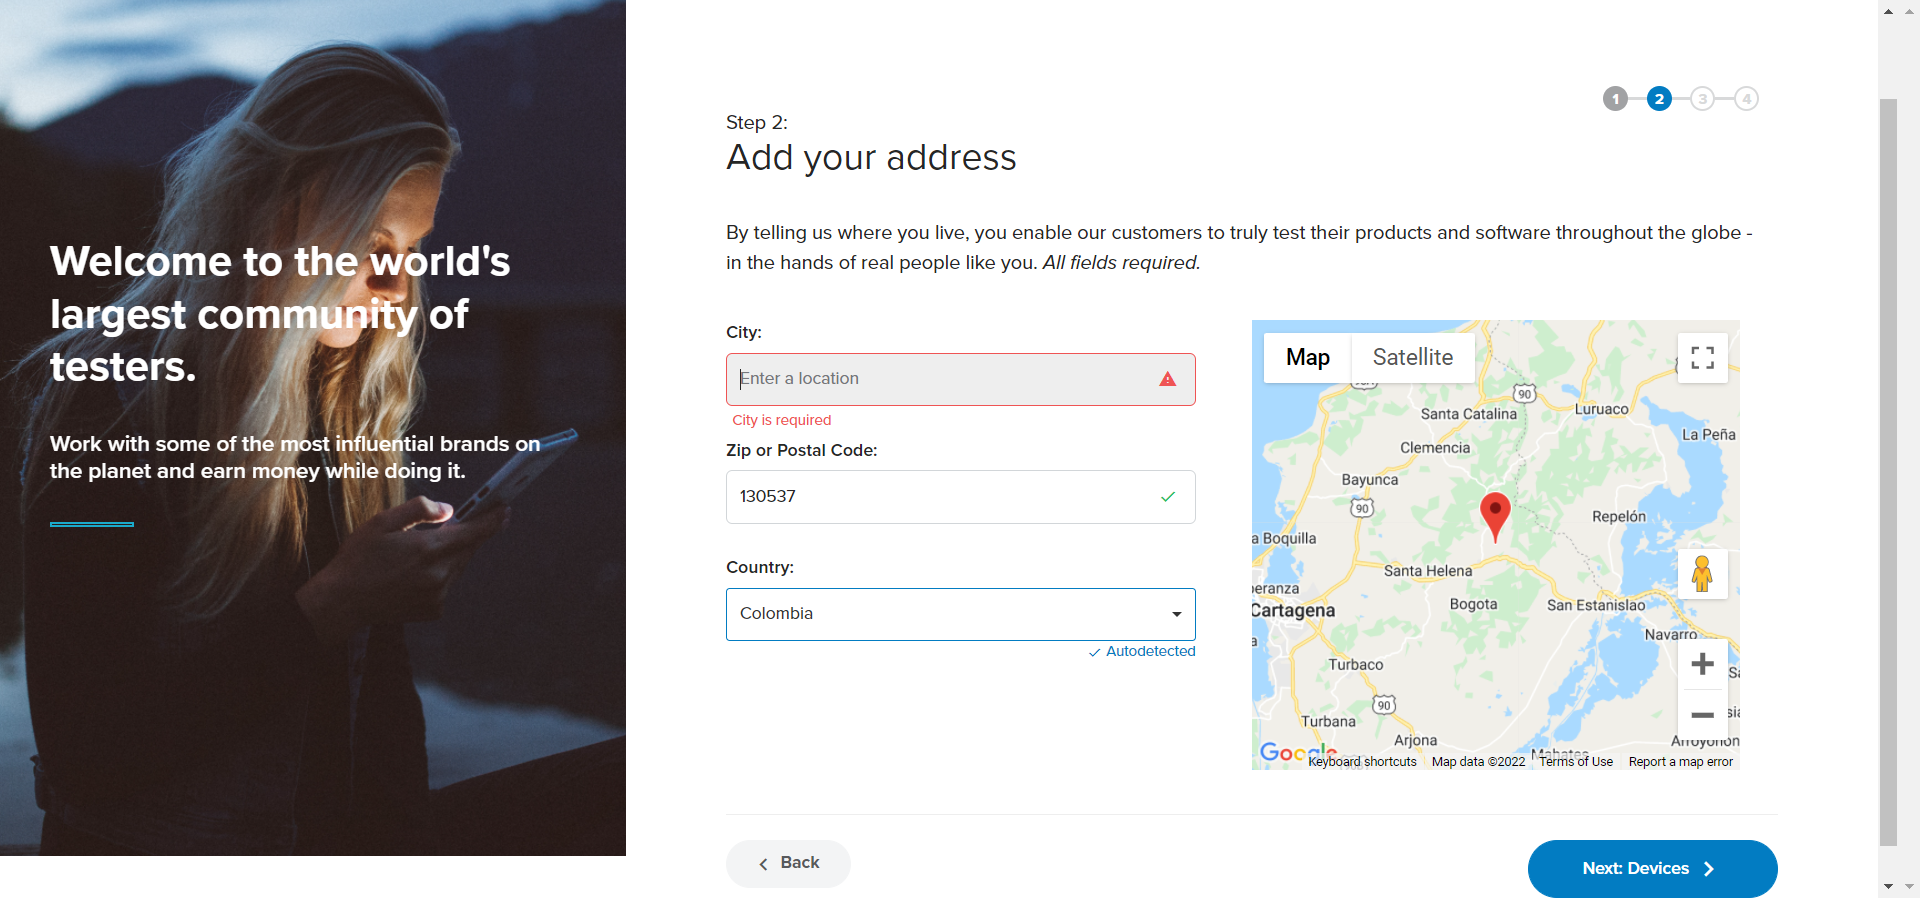 Welcome to the world's
largest community of
testers.
Work with some of the most influential brands on
the planet and earn money while doing it.
1 2 3 4
Step 2:
Add your address
By telling us where you live, you enable our customers to truly test their products and software throughout the globe -
in the hands of real people like you. All fields required.
City:
Enter a location
City is required
Zip or Postal Code:
130537
Country:
Colombia
Autodetected
Map Satellite
90
Santa Catalina
Luruaco
La Peña
Clemencia
Bayunca
90
Repelón
a Boquilla
Santa Helena
peranza
Cartagena
Bogota
San Estanislao
Navarro
Turbaco
90
Turbana
Arjona
Arroyohon
Mahates
Google
Keyboard shortcuts Map data ©2022 Terms of Use Report a map error
Back
Next: Devices